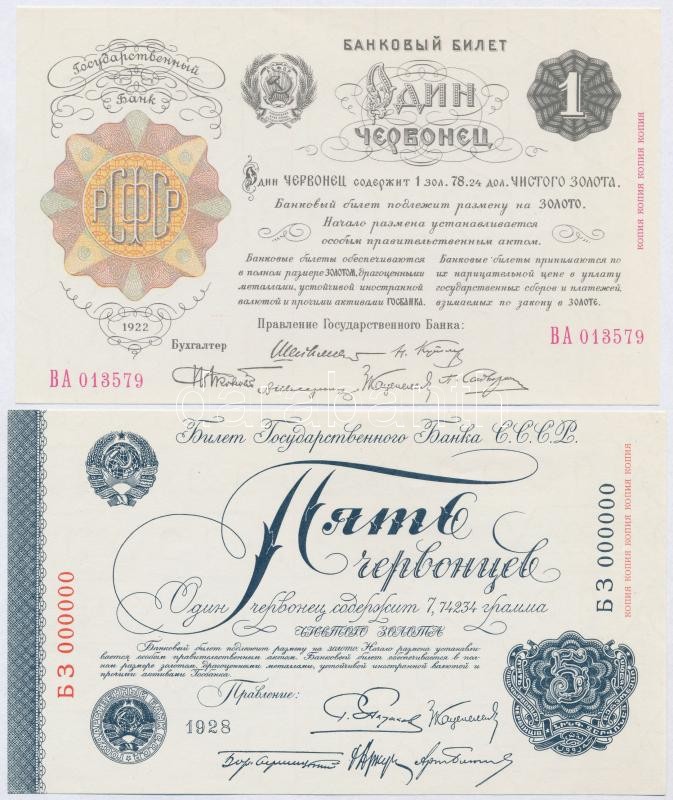 Государственный
Банк
РСФСР
1922
БАНКОВЫЙ БИЛЕТ
ОДИН
ЧЕРВОНЕЦ
1
Один ЧЕРВОНЕЦ содержит 1 зол. 78.24 дол. ЧИСТОГО ЗОЛОТА.
Банковый билет подлежит размену на ЗОЛОТО.
Начало размена устанавливается
особым правительственным актом.
Банковые билеты обеспечиваются
в полном размере ЗОЛОТОМ, драгоценными
металлами, устойчивой иностранной
валютой и прочими активами ГОСБАНКА.
Банковые билеты принимаются по
их нарицательной цене в уплату
государственных сборов и платежей,
взимаемых по закону в ЗОЛОТЕ.
Правление Государственного Банка:
Бухгалтер
ВА 013579
ВА 013579
КОПИЯ КОПИЯ КОПИЯ КОПИЯ
darabanth
Билет Государственного Банка С.С.С.Р.
Пять
червонцев
Один червонец содержит 7,74234 грамма
ЧИСТОГО ЗОЛОТА
Банковый билет подлежит размену на золото. Начало размена устанавли-
вается особым правительственным актом. Банковый билет обеспечивается в пол-
ном размере золотом, драгоценными металлами, устойчивой иностранной валютой и
прочими активами Госбанка.
Правление:
1928
5
БЗ 000000
БЗ 000000
КОПИЯ КОПИЯ КОПИЯ КОПИЯ КОПИЯ